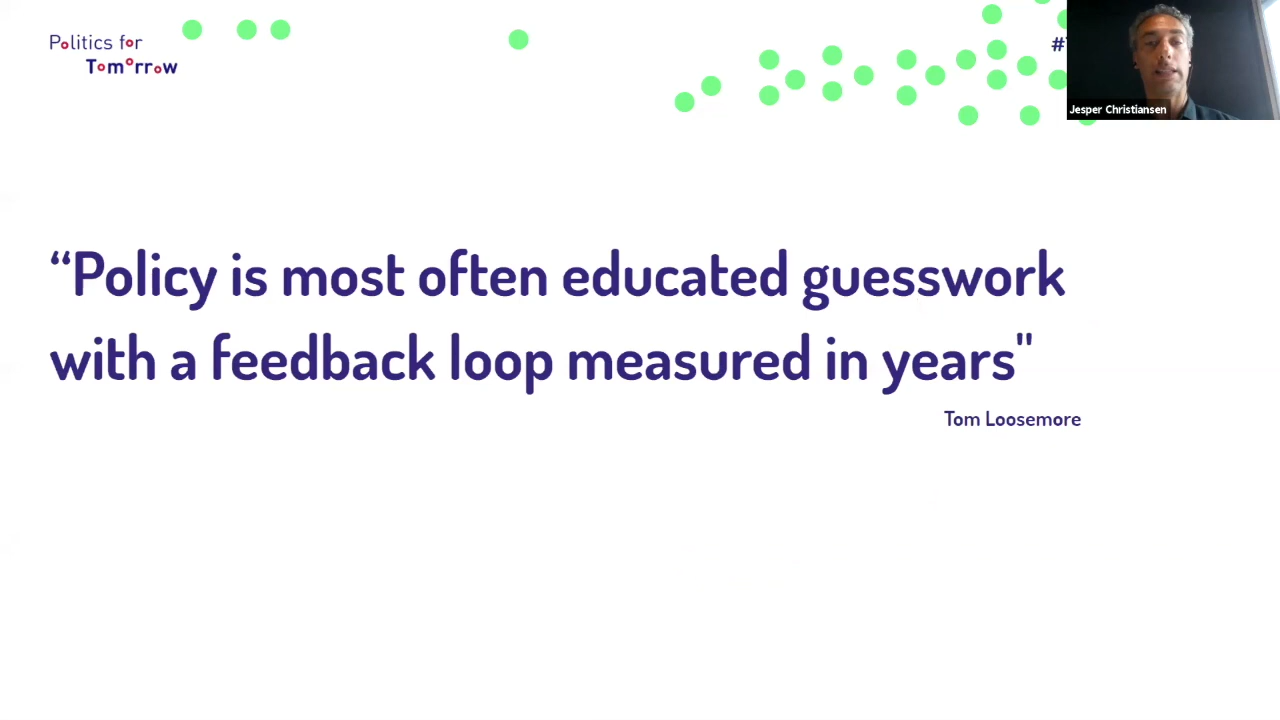 Politics for
Tomorrow
#
Jesper Christiansen
“Policy is most often educated guesswork
with a feedback loop measured in years"
Tom Loosemore